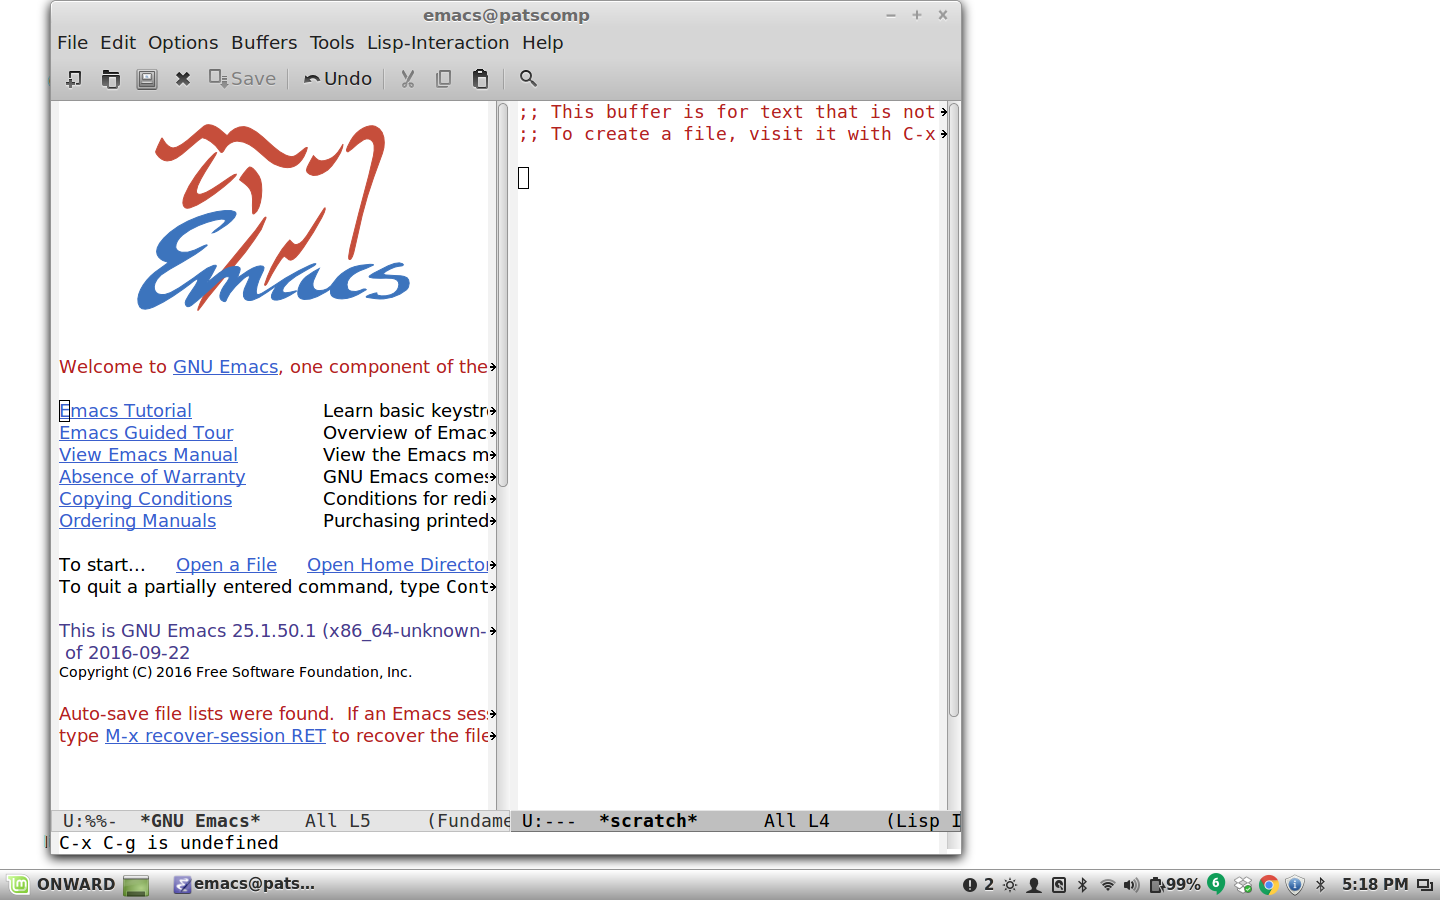 emacs@patscomp
File Edit Options Buffers Tools Lisp-Interaction Help
Save Undo
Emacs
Welcome to GNU Emacs, one component of the
Emacs Tutorial Learn basic keystr
Emacs Guided Tour Overview of Emac
View Emacs Manual View the Emacs m
Absence of Warranty GNU Emacs comes
Copying Conditions Conditions for redi
Ordering Manuals Purchasing printed
To start... Open a File Open Home Director
To quit a partially entered command, type Cont
This is GNU Emacs 25.1.50.1 (x86_64-unknown-
of 2016-09-22
Copyright (C) 2016 Free Software Foundation, Inc.
Auto-save file lists were found. If an Emacs ses
type M-x recover-session RET to recover the file
U:%%- *GNU Emacs* All L5 (Fundame
;; This buffer is for text that is not
;; To create a file, visit it with C-x
U:--- *scratch* All L4 (Lisp I
C-x C-g is undefined
ONWARD emacs@pats... 2 99% 6 5:18 PM